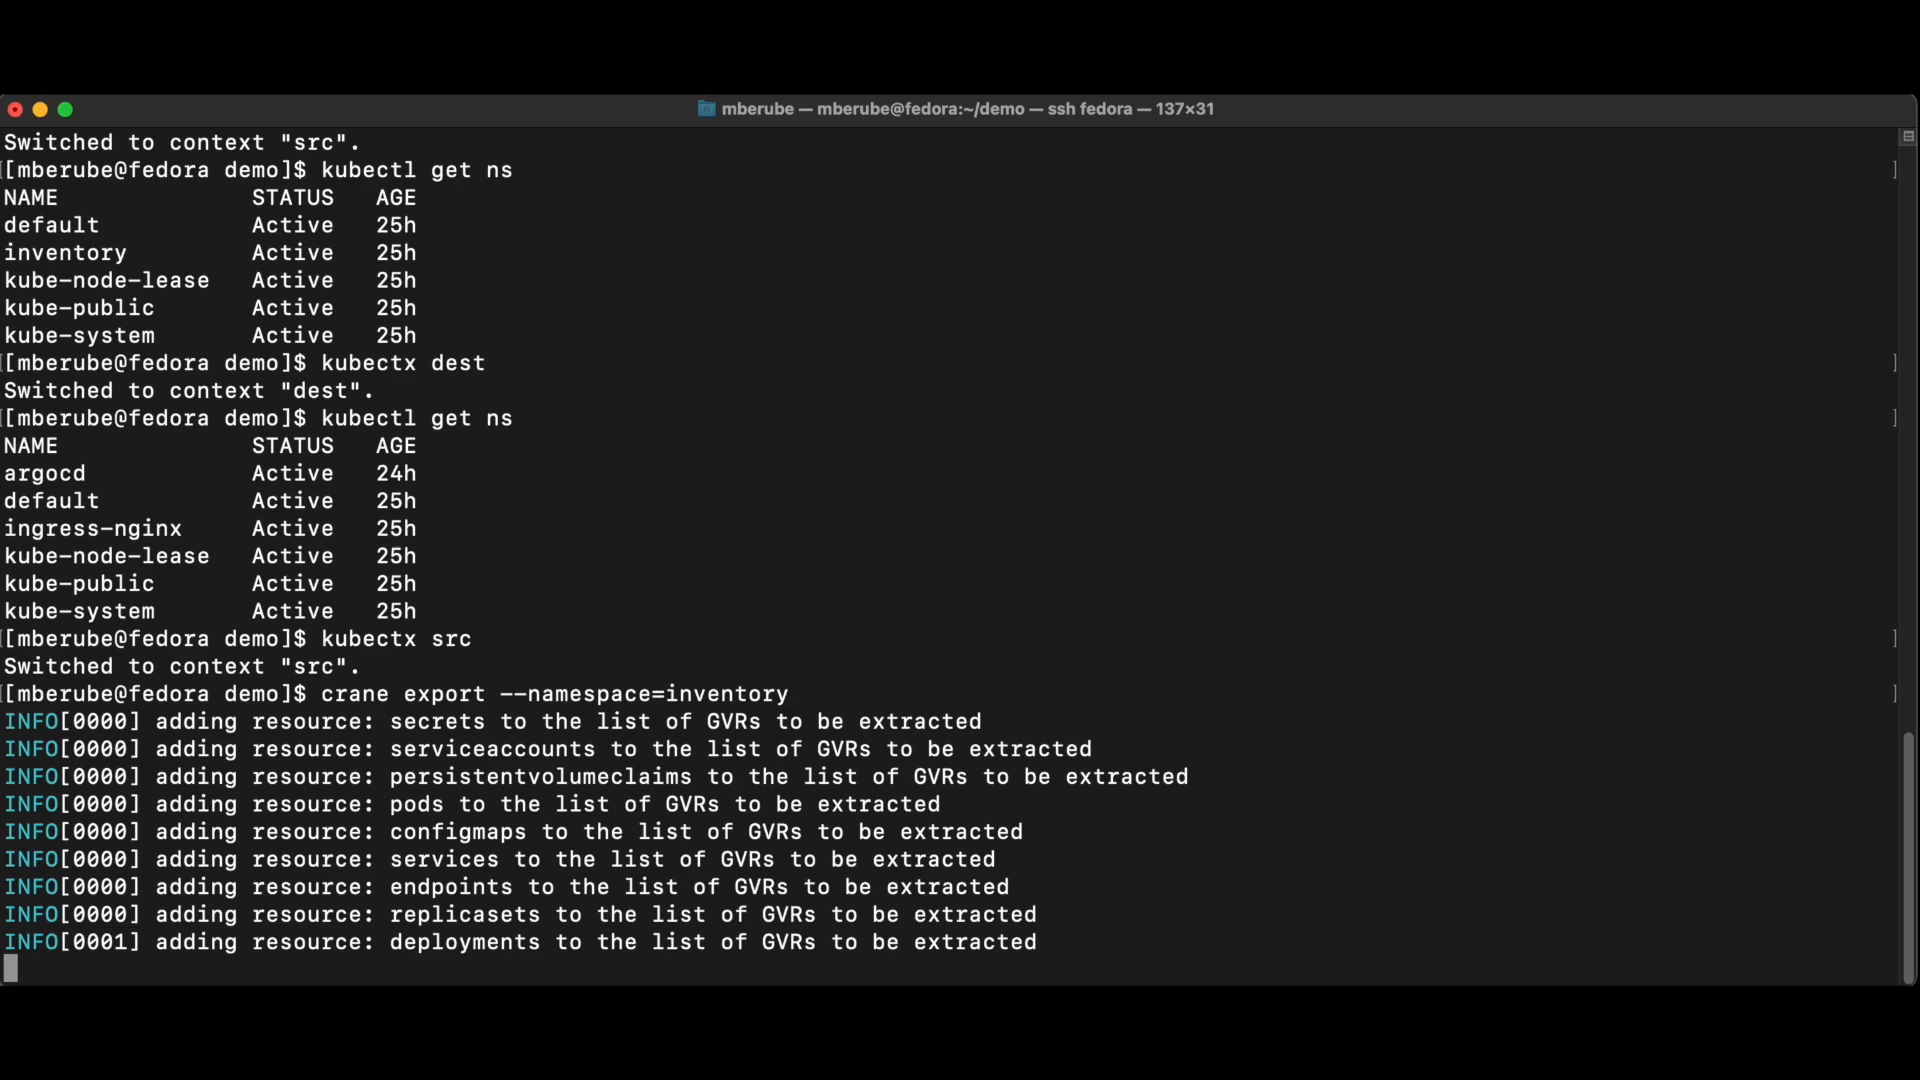 mberube — mberube@fedora:~/demo — ssh fedora — 137×31
Switched to context "src".
[mberube@fedora demo]$ kubectl get ns
NAME STATUS AGE
default Active 25h
inventory Active 25h
kube-node-lease Active 25h
kube-public Active 25h
kube-system Active 25h
[mberube@fedora demo]$ kubectx dest
Switched to context "dest".
[mberube@fedora demo]$ kubectl get ns
NAME STATUS AGE
argocd Active 24h
default Active 25h
ingress-nginx Active 25h
kube-node-lease Active 25h
kube-public Active 25h
kube-system Active 25h
[mberube@fedora demo]$ kubectx src
Switched to context "src".
[mberube@fedora demo]$ crane export --namespace=inventory
INFO[0000] adding resource: secrets to the list of GVRs to be extracted
INFO[0000] adding resource: serviceaccounts to the list of GVRs to be extracted
INFO[0000] adding resource: persistentvolumeclaims to the list of GVRs to be extracted
INFO[0000] adding resource: pods to the list of GVRs to be extracted
INFO[0000] adding resource: configmaps to the list of GVRs to be extracted
INFO[0000] adding resource: services to the list of GVRs to be extracted
INFO[0000] adding resource: endpoints to the list of GVRs to be extracted
INFO[0000] adding resource: replicasets to the list of GVRs to be extracted
INFO[0001] adding resource: deployments to the list of GVRs to be extracted